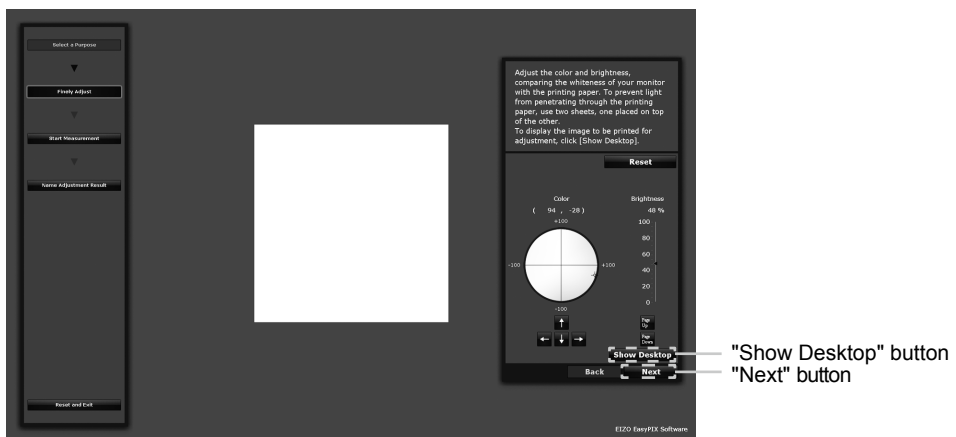 Select a Purpose
Finely Adjust
Start Measurement
Name Adjustment Result
Reset and Exit
Adjust the color and brightness,
comparing the whiteness of your monitor
with the printing paper. To prevent light
from penetrating through the printing
paper, use two sheets, one placed on top
of the other.
To display the image to be printed for
adjustment, click [Show Desktop].
Reset
Color
( 94 , -28)
+100
-100
+100
-100
Brightness
48 %
100
80
60
40
20
0
Page
Up
Page
Down
Show Desktop
Back
Next
"Show Desktop" button
"Next" button
EIZO EasyPIX Software